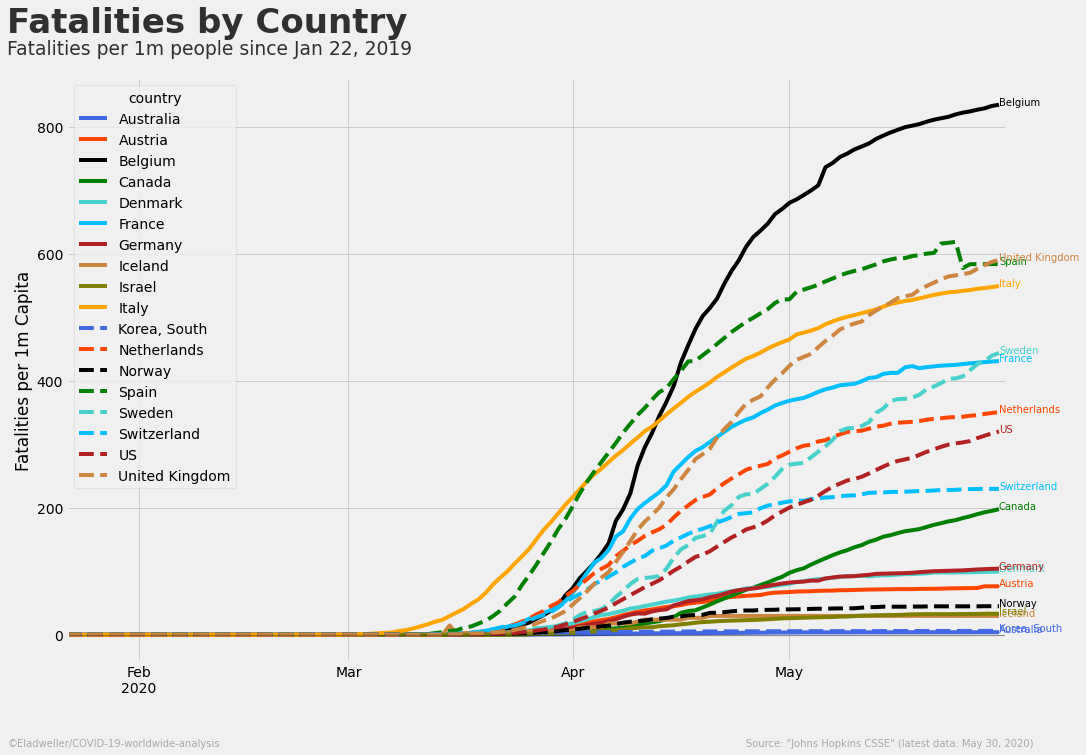 Fatalities by Country
Fatalities per 1m people since Jan 22, 2019
Fatalities per 1m Capita
800
600
400
200
0
country
Australia
Austria
Belgium
Canada
Denmark
France
Germany
Iceland
Israel
Italy
Korea, South
Netherlands
Norway
Spain
Sweden
Switzerland
US
United Kingdom
Belgium
United Kingdom
Spain
Italy
Sweden
France
Netherlands
US
Switzerland
Canada
Germany
Denmark
Austria
Norway
Israel
Iceland
Korea, South
Australia
Feb
2020
Mar
Apr
May
©Eladweller/COVID-19-worldwide-analysis
Source: "Johns Hopkins CSSE" (latest data: May 30, 2020)